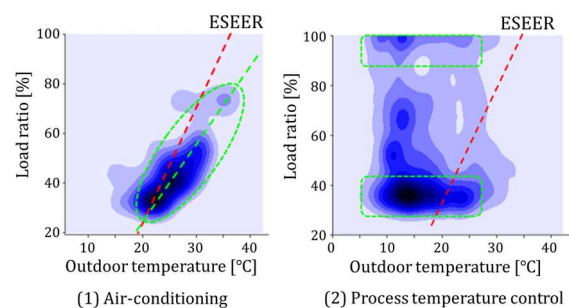 ESEER
100
80
60
40
20
Load ratio [%]
10 20 30 40
Outdoor temperature [°C]
(1) Air-conditioning
ESEER
100
80
60
40
20
Load ratio [%]
0 10 20 30 40
Outdoor temperature [°C]
(2) Process temperature control